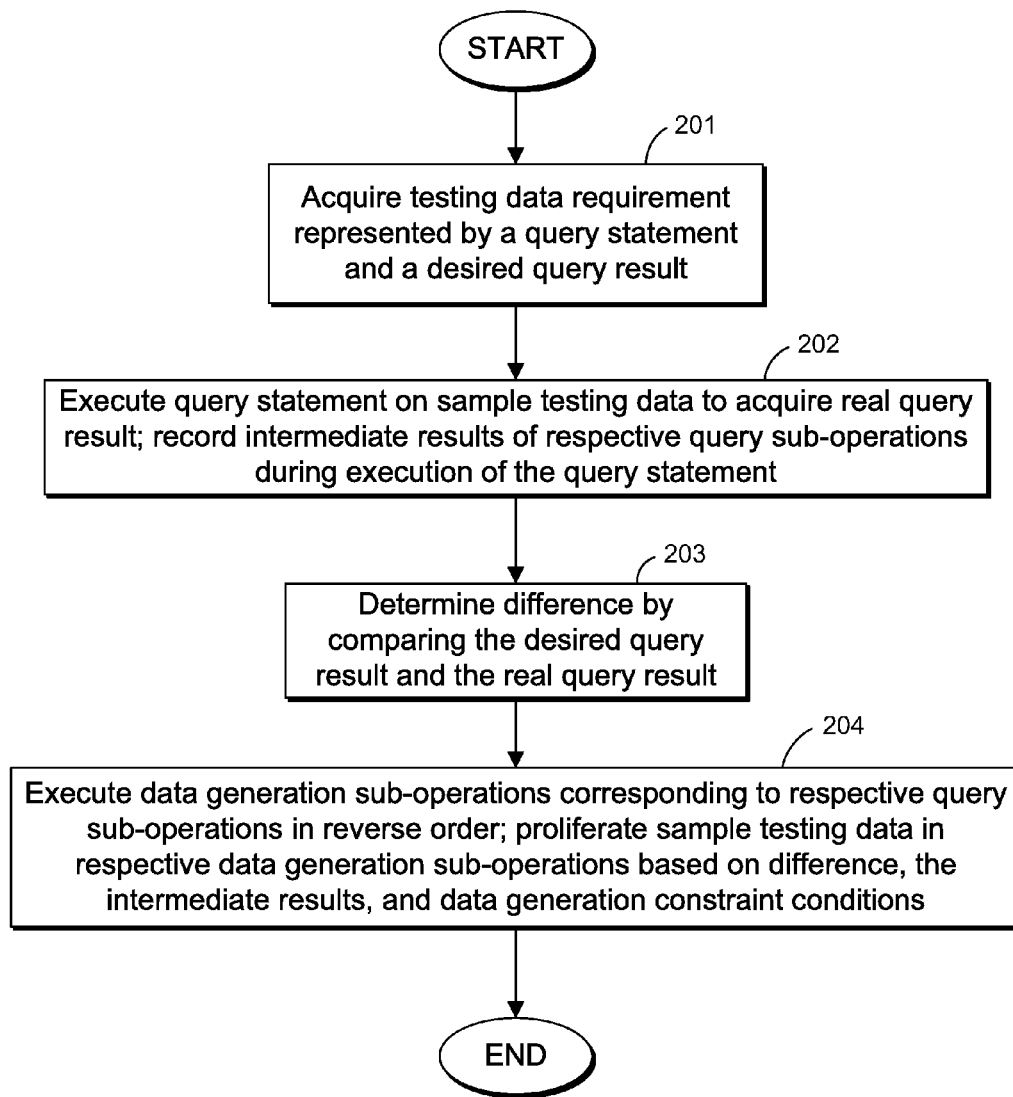 START
201
Acquire testing data requirement
represented by a query statement
and a desired query result
202
Execute query statement on sample testing data to acquire real query
result; record intermediate results of respective query sub-operations
during execution of the query statement
203
Determine difference by
comparing the desired query
result and the real query result
204
Execute data generation sub-operations corresponding to respective query
sub-operations in reverse order; proliferate sample testing data in
respective data generation sub-operations based on difference, the
intermediate results, and data generation constraint conditions
END